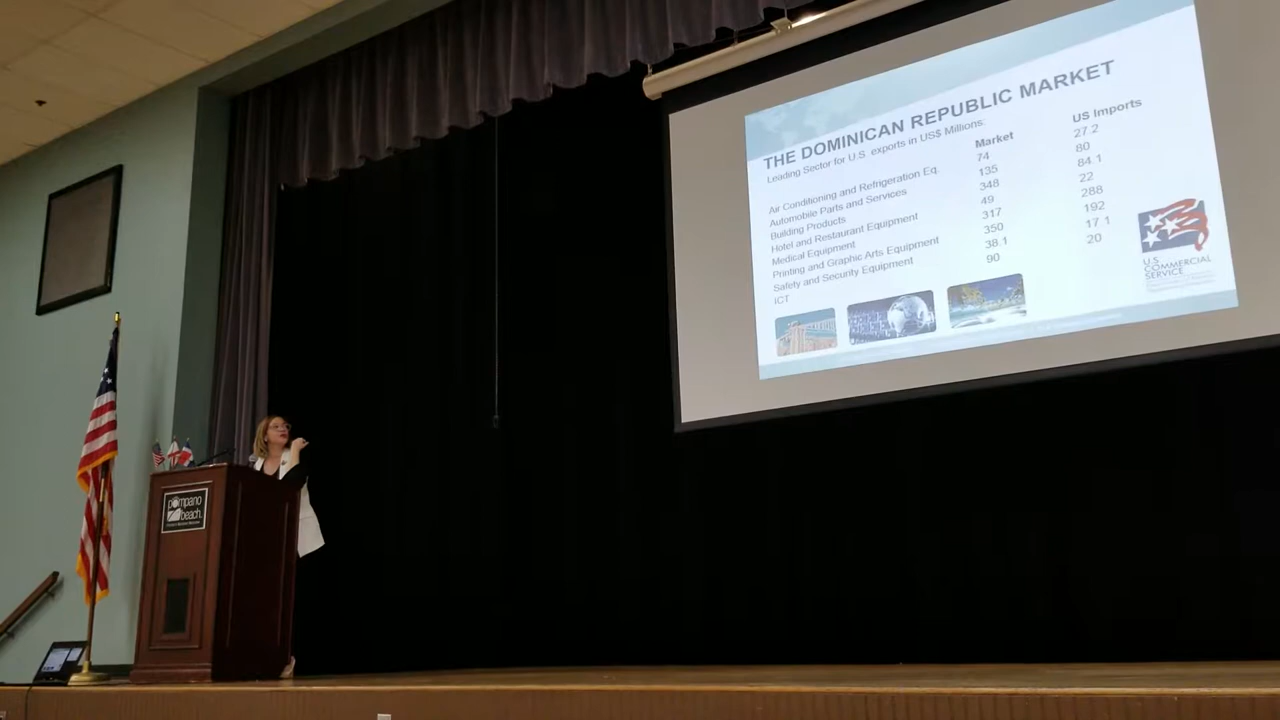 THE DOMINICAN REPUBLIC MARKET
Leading Sector for U.S. exports in US$ Millions:
Market US Imports
Air Conditioning and Refrigeration Eq. 74 27.2
Automobile Parts and Services 135 80
Building Products 348 84.1
Hotel and Restaurant Equipment 49 22
Medical Equipment 317 288
Printing and Graphic Arts Equipment 350 192
Safety and Security Equipment 38.1 17.1
ICT 90 20
U.S.
COMMERCIAL
SERVICE
pompano
beach